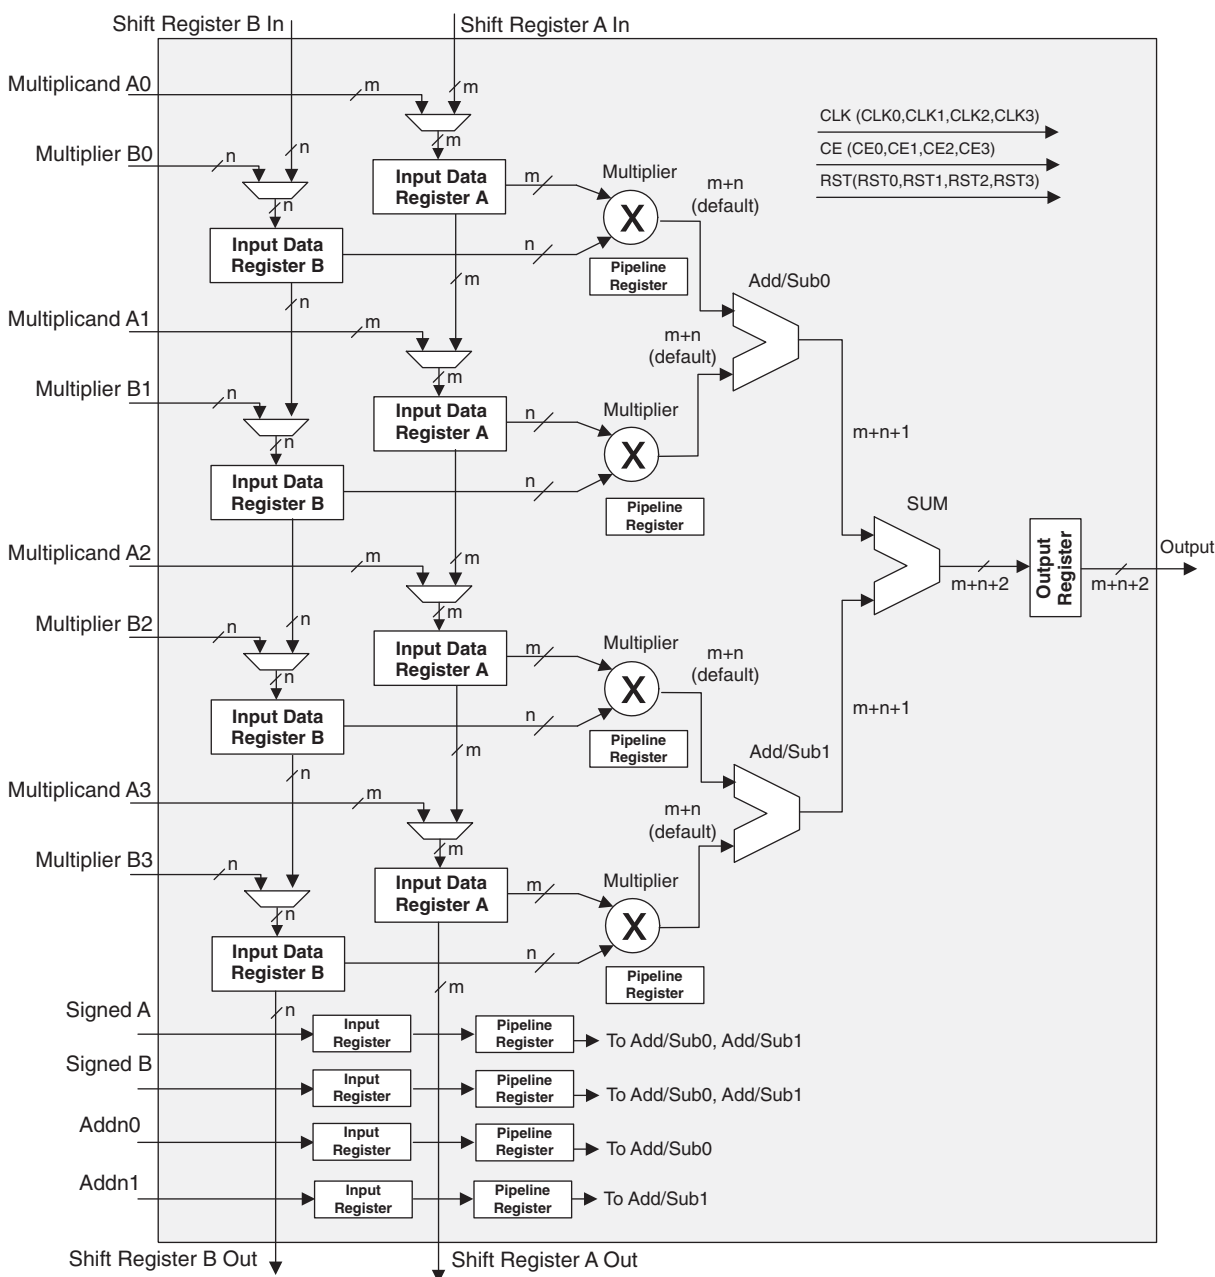 Shift Register B In
Shift Register A In
Multiplicand A0
m
m
CLK (CLK0,CLK1,CLK2,CLK3)
CE (CE0,CE1,CE2,CE3)
RST(RST0,RST1,RST2,RST3)
Multiplier B0
n
n
m
n
Input Data
Register A
m
Multiplier
m+n
(default)
X
Input Data
Register B
n
Pipeline
Register
m
n
Add/Sub0
Multiplicand A1
m
m+n
(default)
m
Multiplier B1
n
n
Input Data
Register A
n
Multiplier
X
m+n+1
Input Data
Register B
n
Pipeline
Register
SUM
Multiplicand A2
m
m
m
Output
Register
m+n+2
m+n+2
Output
Multiplier B2
n
n
n
Input Data
Register A
m
Multiplier
m+n
(default)
X
Input Data
Register B
n
Pipeline
Register
m+n+1
m
n
Add/Sub1
Multiplicand A3
m
m+n
(default)
m
Multiplier B3
n
n
Input Data
Register A
m
Multiplier
X
Input Data
Register B
n
Pipeline
Register
m
n
Signed A
Input
Register
Pipeline
Register
To Add/Sub0, Add/Sub1
Signed B
Input
Register
Pipeline
Register
To Add/Sub0, Add/Sub1
Addn0
Input
Register
Pipeline
Register
To Add/Sub0
Addn1
Input
Register
Pipeline
Register
To Add/Sub1
Shift Register B Out
Shift Register A Out